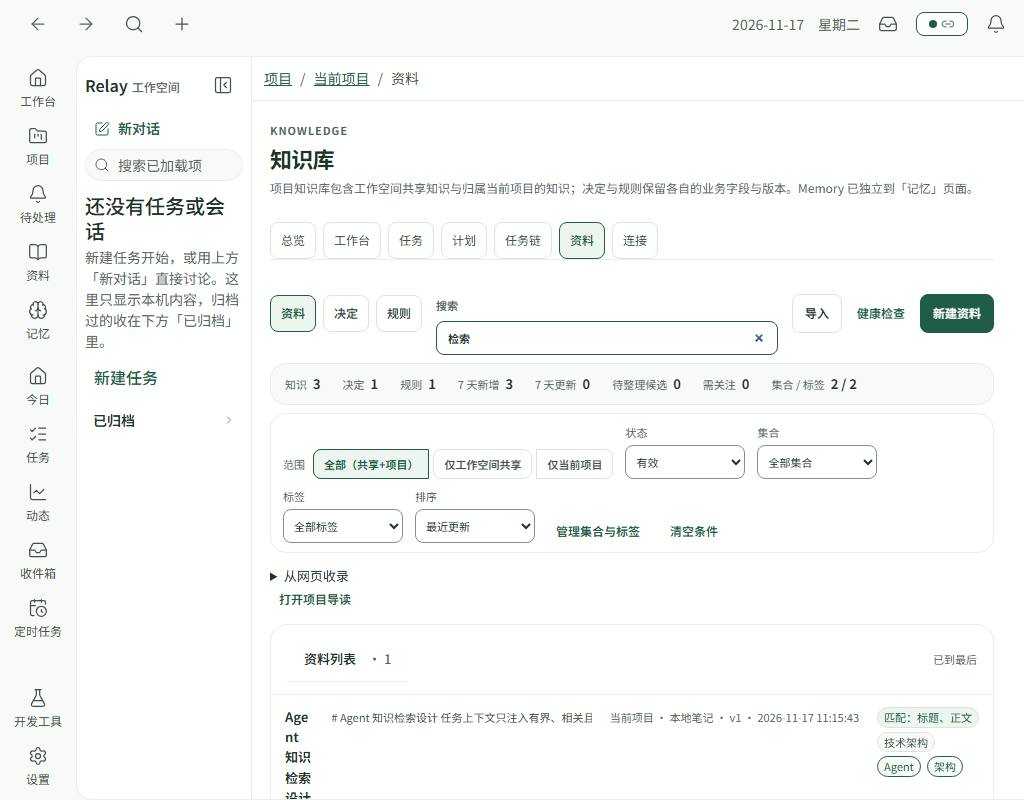 2026-11-17 星期二
工作台
项目
待处理
资料
记忆
今日
任务
动态
收件箱
定时任务
开发工具
设置
Relay 工作空间
新对话
搜索已加载项
还没有任务或会
话
新建任务开始，或用上方
「新对话」直接讨论。这
里只显示本机内容，归档
过的收在下方「已归档」
里。
新建任务
已归档
项目 / 当前项目 / 资料
KNOWLEDGE
知识库
项目知识库包含工作空间共享知识与归属当前项目的知识；决定与规则保留各自的业务字段与版本。Memory 已独立到「记忆」页面。
总览 工作台 任务 计划 任务链 资料 连接
资料 决定 规则
搜索
检索
导入 健康检查 新建资料
知识 3 决定 1 规则 1 7 天新增 3 7 天更新 0 待整理候选 0 需关注 0 集合 / 标签 2 / 2
范围 全部（共享+项目） 仅工作空间共享 仅当前项目
状态
有效
集合
全部集合
标签
全部标签
排序
最近更新
管理集合与标签 清空条件
从网页收录
打开项目导读
资料列表 · 1 已到最后
Age
nt
知识
检索
设计
# Agent 知识检索设计 任务上下文只注入有界、相关且
当前项目 · 本地笔记 · v1 · 2026-11-17 11:15:43
匹配：标题、正文
技术架构
Agent 架构